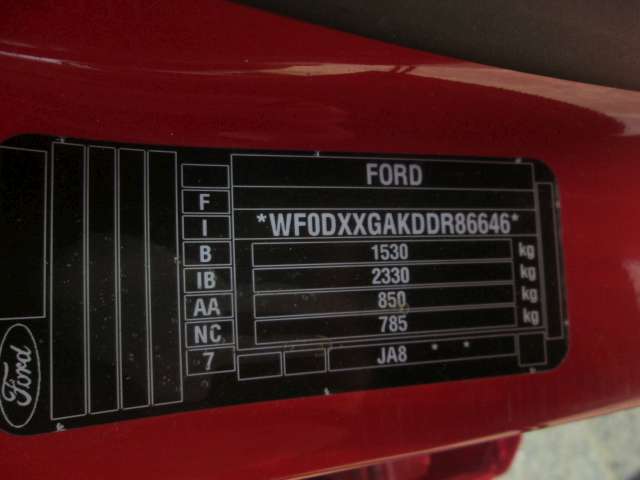 FORD
F
I *WF0DXXGAKDDR86646*
B 1530 kg
IB 2330 kg
AA 850 kg
NC 785 kg
7 JA8 * *
Ford